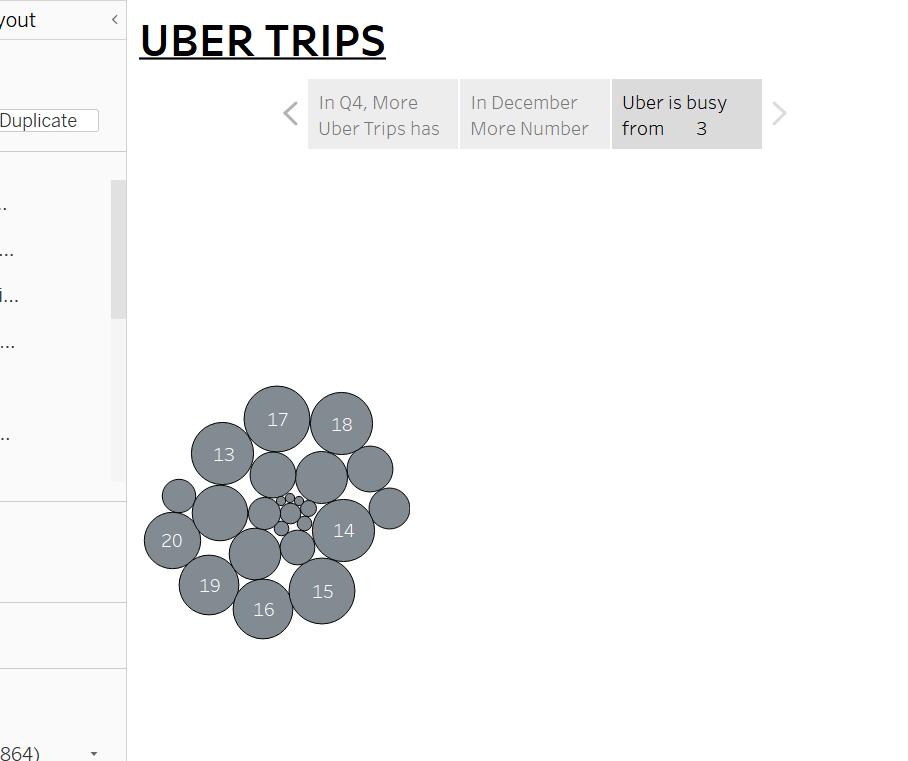 yout
UBER TRIPS
In Q4, More
Uber Trips has
In December
More Number
Uber is busy
from 3
Duplicate
..
...
i...
...
..
17
18
13
14
20
19
15
16
864)